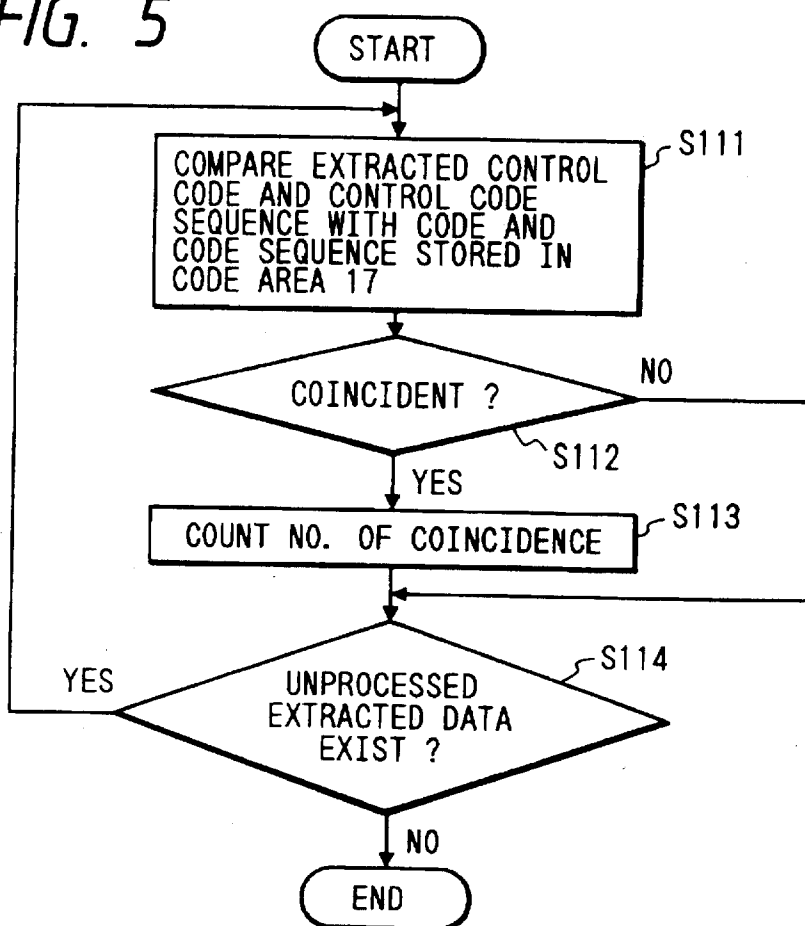 FIG. 5
START
S111
COMPARE EXTRACTED CONTROL
CODE AND CONTROL CODE
SEQUENCE WITH CODE AND
CODE SEQUENCE STORED IN
CODE AREA 17
NO
COINCIDENT ?
S112
YES
S113
COUNT NO. OF COINCIDENCE
S114
YES
UNPROCESSED
EXTRACTED DATA
EXIST ?
NO
END